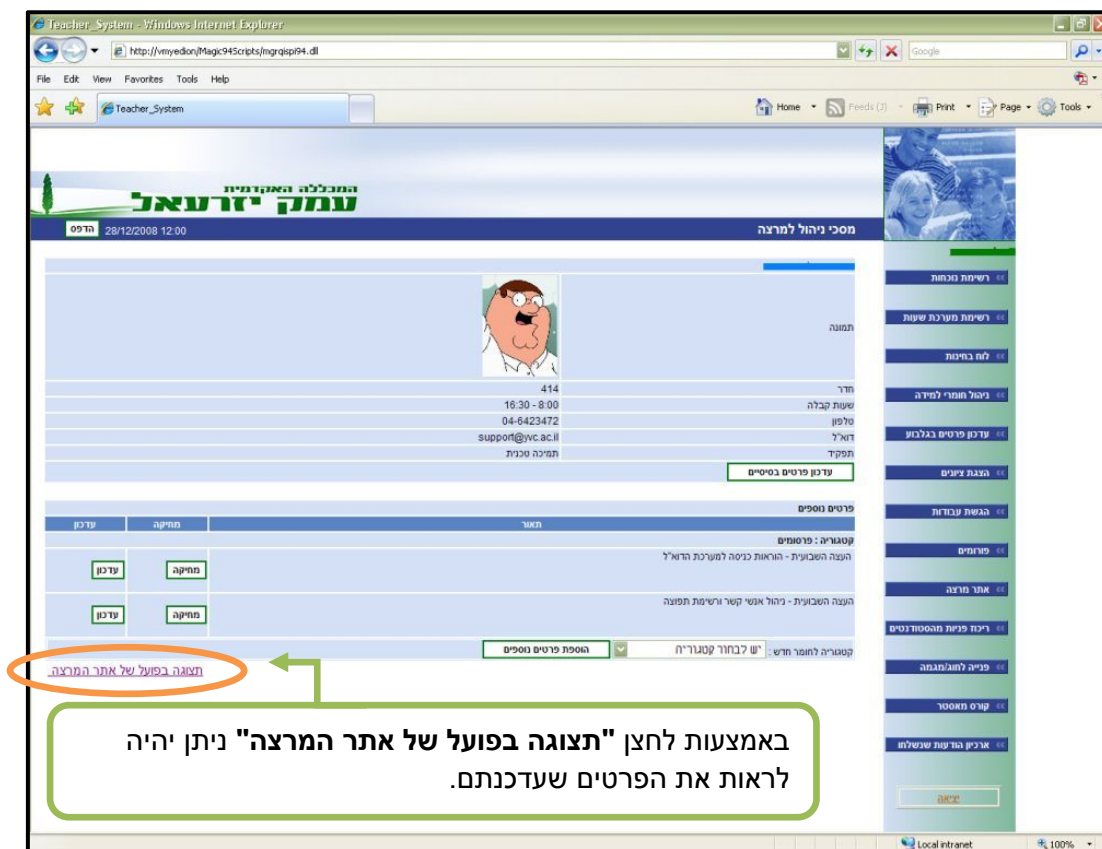 Teacher_System - Windows Internet Explorer
http://vmyedion/Magic94Scripts/mgrqispi94.dll
Google
File Edit View Favorites Tools Help
Teacher_System
Home Feeds (J) Print Page Tools
המכללה האקדמית
עמק יזרעאל
מסכי ניהול למרצה
28/12/2008 12:00 הדפס
רשימת נוכחות
רשימת מערכת שעות
לוח בחינות
ניהול חומרי למידה
עדכון פרטים בגלבוע
הצגת ציונים
הגשת עבודות
פורומים
אתר מרצה
ריכוז פניות מהסטודנטים
פנייה לחוג/מגמה
קורס מאסטר
ארכיון הודעות שנשלחו
יציאה
תמונה
חדר 414
שעות קבלה 8:00 - 16:30
טלפון 04-6423472
דוא"ל support@yvc.ac.il
תפקיד תמיכה טכנית
עדכון פרטים בסיסיים
פרטים נוספים
תאור מחיקה עדכון
קטגוריה : פרסומים
העצה השבועית - הוראות כניסה למערכת הדוא"ל מחיקה עדכון
העצה השבועית - ניהול אנשי קשר ורשימת תפוצה מחיקה עדכון
קטגוריה לחומר חדש : יש לבחור קטגוריה הוספת פרטים נוספים
תצוגה בפועל של אתר המרצה
באמצעות לחצן "תצוגה בפועל של אתר המרצה" ניתן יהיה
לראות את הפרטים שעדכנתם.
Local intranet 100%